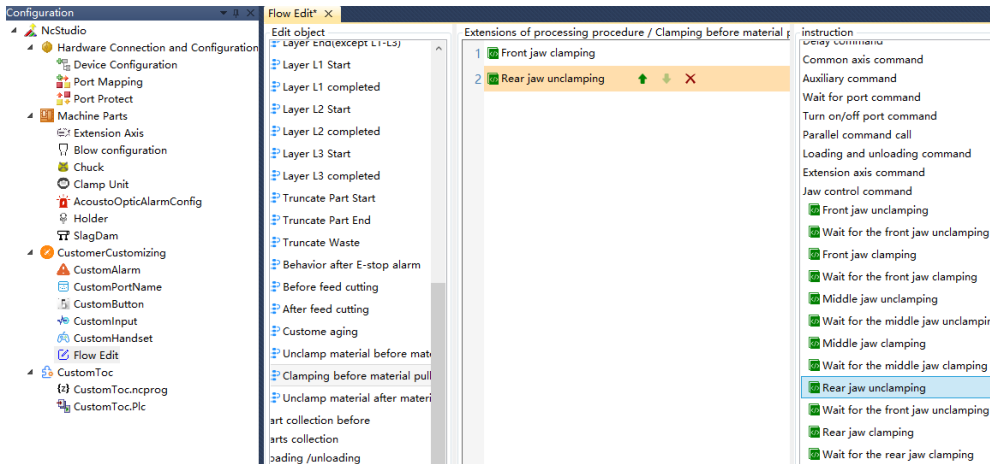 Configuration
NcStudio
Hardware Connection and Configuration
Device Configuration
Port Mapping
Port Protect
Machine Parts
Extension Axis
Blow configuration
Chuck
Clamp Unit
AcoustoOpticAlarmConfig
Holder
SlagDam
CustomerCustomizing
CustomAlarm
CustomPortName
CustomButton
CustomInput
CustomHandset
Flow Edit
CustomToc
CustomToc.ncprog
CustomToc.Plc
Flow Edit*
Edit object
Layer End(except L1-L3)
Layer L1 Start
Layer L1 completed
Layer L2 Start
Layer L2 completed
Layer L3 Start
Layer L3 completed
Truncate Part Start
Truncate Part End
Truncate Waste
Behavior after E-stop alarm
Before feed cutting
After feed cutting
Custome aging
Unclamp material before mate
Clamping before material pull
Unclamp material after materi
art collection before
arts collection
oading /unloading
Extensions of processing procedure / Clamping before material p
1 Front jaw clamping
2 Rear jaw unclamping
instruction
Delay command
Common axis command
Auxiliary command
Wait for port command
Turn on/off port command
Parallel command call
Loading and unloading command
Extension axis command
Jaw control command
Front jaw unclamping
Wait for the front jaw unclamping
Front jaw clamping
Wait for the front jaw clamping
Middle jaw unclamping
Wait for the middle jaw unclampir
Middle jaw clamping
Wait for the middle jaw clamping
Rear jaw unclamping
Wait for the front jaw unclamping
Rear jaw clamping
Wait for the rear jaw clamping